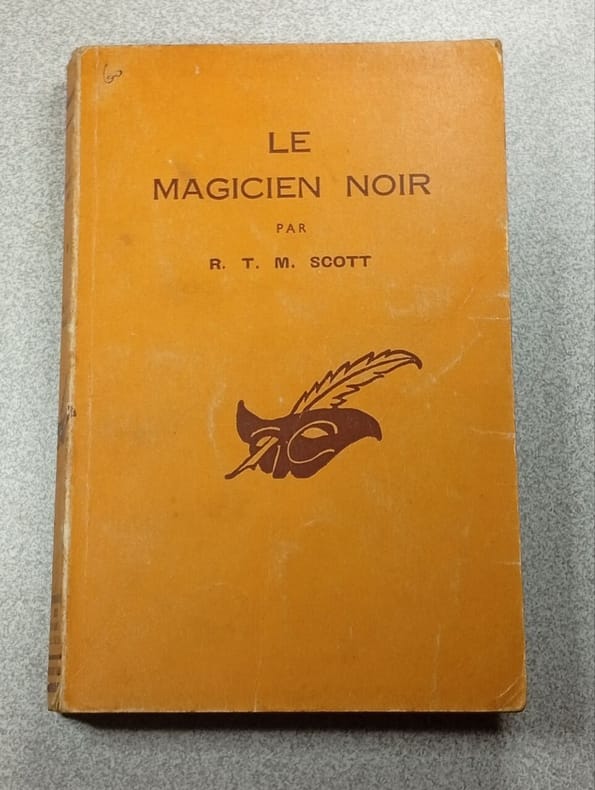 LE
MAGICIEN NOIR
PAR
R. T. M. SCOTT